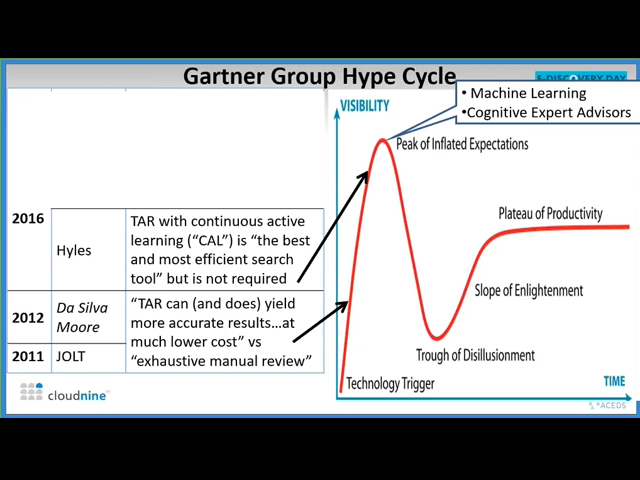 Gartner Group Hype Cycle
E-DISCOVERY DAY
• Machine Learning
•Cognitive Expert Advisors
VISIBILITY
Peak of Inflated Expectations
Plateau of Productivity
Slope of Enlightenment
Trough of Disillusionment
Technology Trigger
TIME
2016
Hyles
TAR with continuous active
learning ("CAL") is "the best
and most efficient search
tool" but is not required
2012
Da Silva
Moore
"TAR can (and does) yield
more accurate results…at
much lower cost" vs
"exhaustive manual review"
2011
JOLT
cloudnine
ACEDS